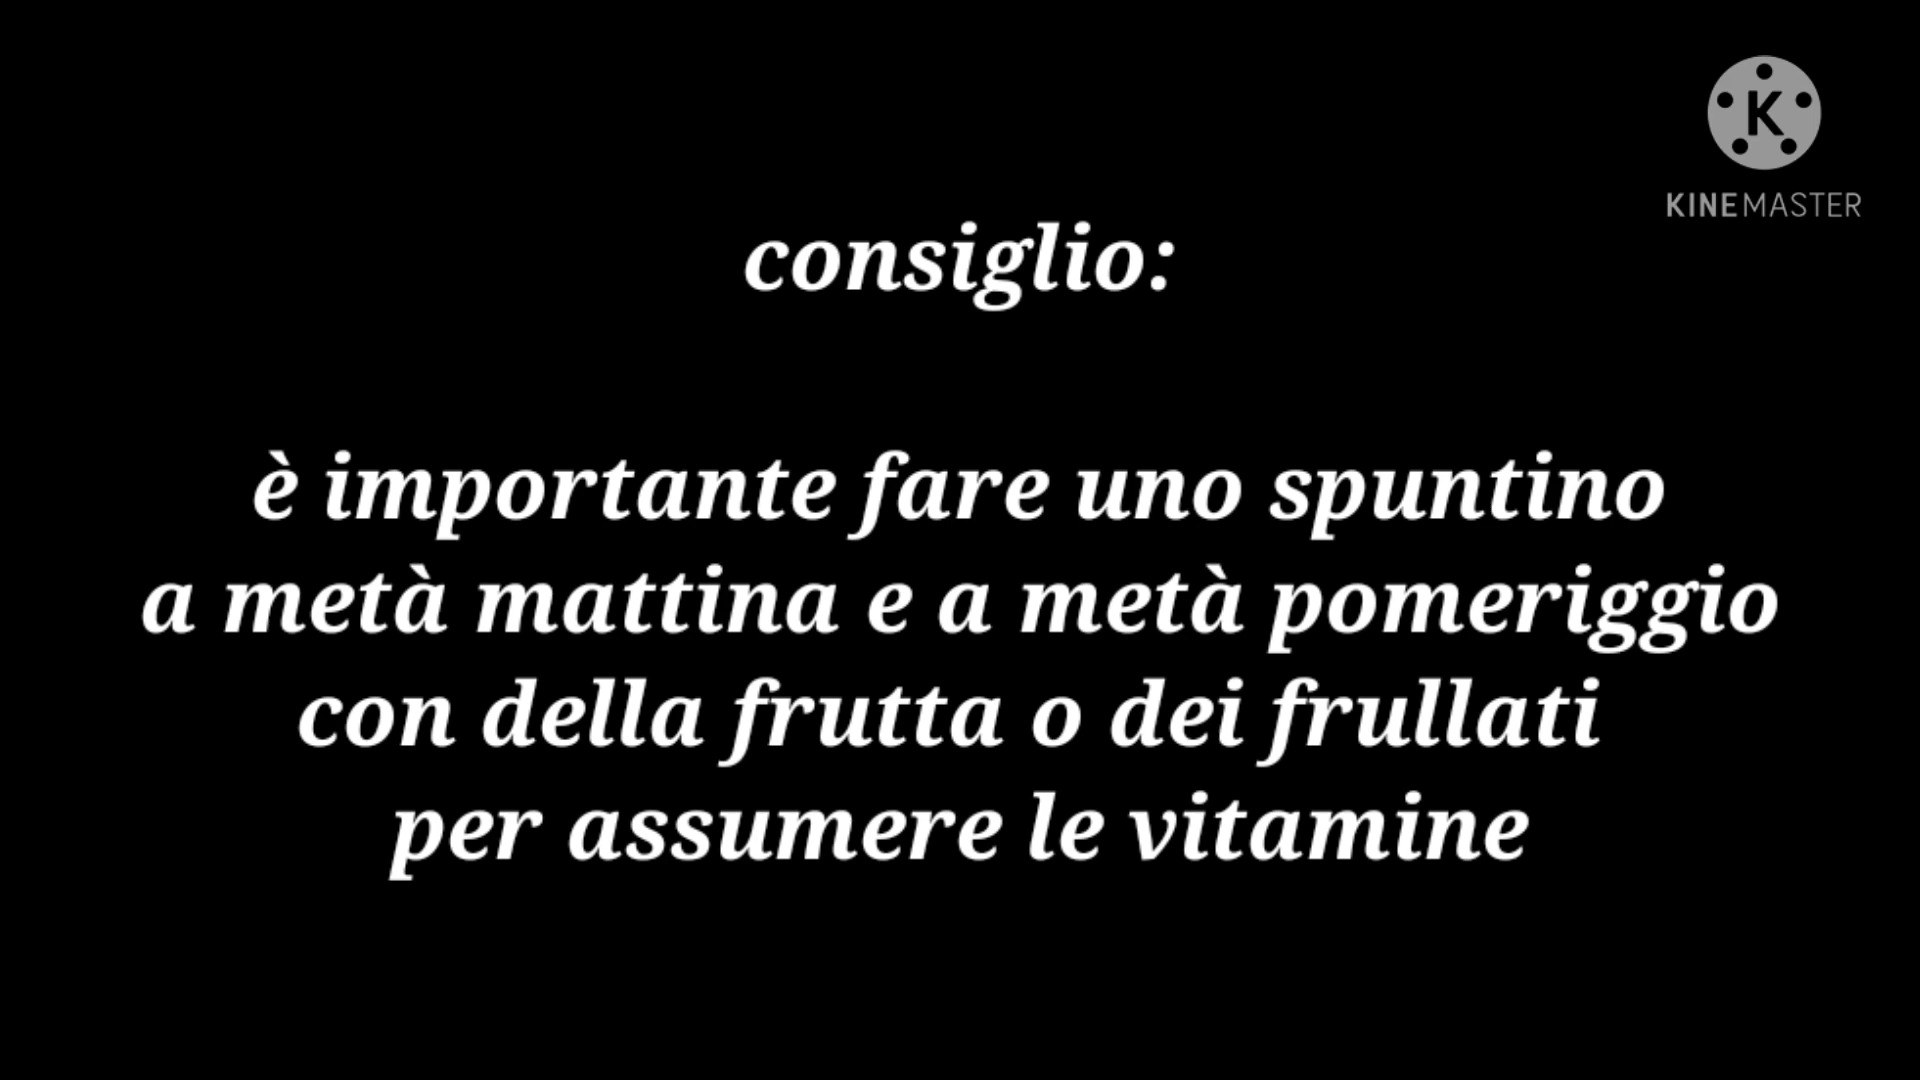 K
KINEMASTER
consiglio:
è importante fare uno spuntino
a metà mattina e a metà pomeriggio
con della frutta o dei frullati
per assumere le vitamine